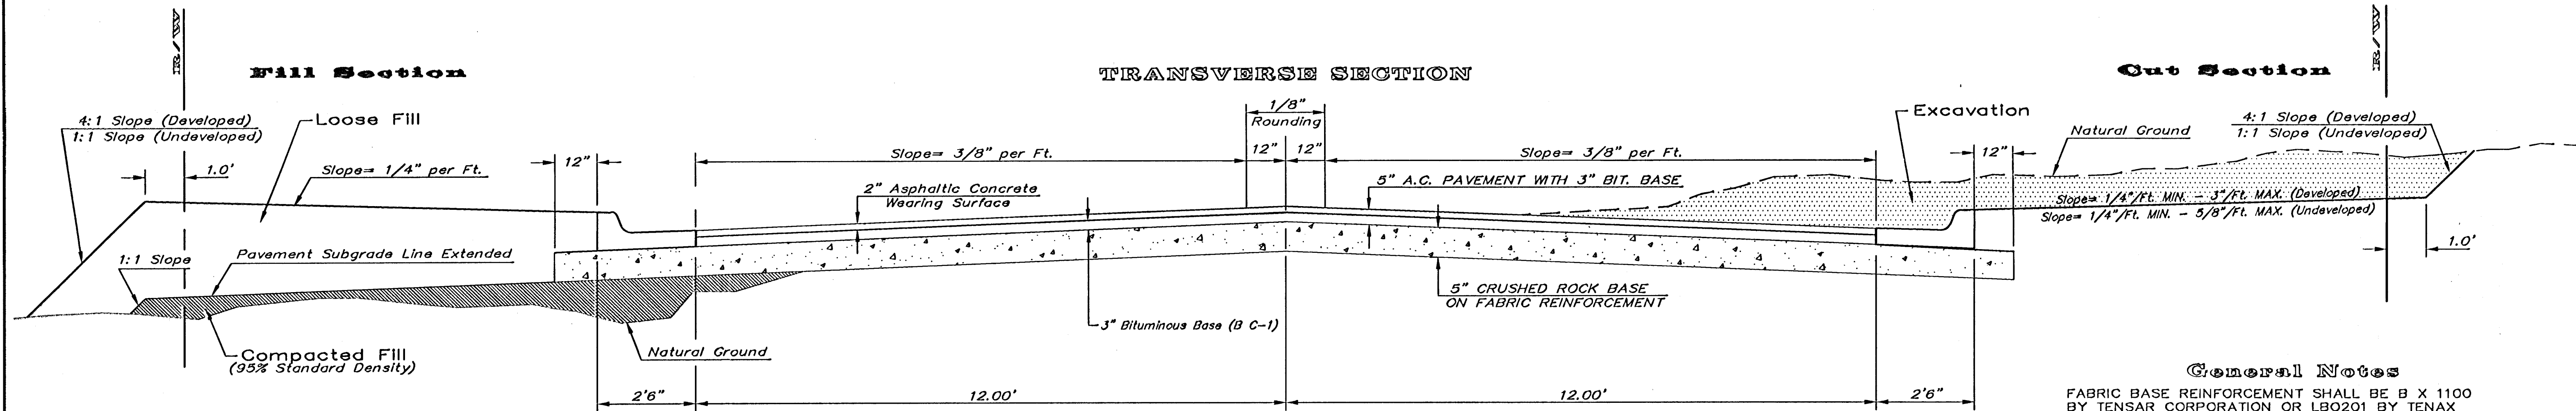 R/W
R/W
Fill Section
TRANSVERSE SECTION
Cut Section
4:1 Slope (Developed)
1:1 Slope (Undeveloped)
Loose Fill
1/8"
Rounding
Excavation
Natural Ground
4:1 Slope (Developed)
1:1 Slope (Undeveloped)
1.0'
Slope= 1/4" per Ft.
12"
Slope= 3/8" per Ft.
12"
12"
Slope= 3/8" per Ft.
12"
2" Asphaltic Concrete
Wearing Surface
5" A.C. PAVEMENT WITH 3" BIT. BASE
Slope= 1/4"/Ft. MIN. - 3"/Ft. MAX. (Developed)
Slope= 1/4"/Ft. MIN. - 5/8"/Ft. MAX. (Undeveloped)
1.0'
1:1 Slope
Pavement Subgrade Line Extended
5" CRUSHED ROCK BASE
ON FABRIC REINFORCEMENT
3" Bituminous Base (B C-1)
Compacted Fill
(95% Standard Density)
Natural Ground
2'6"
12.00'
12.00'
2'6"
General Notes
FABRIC BASE REINFORCEMENT SHALL BE B X 1100
BY TENSAR CORPORATION OR LBO201 BY TENAX